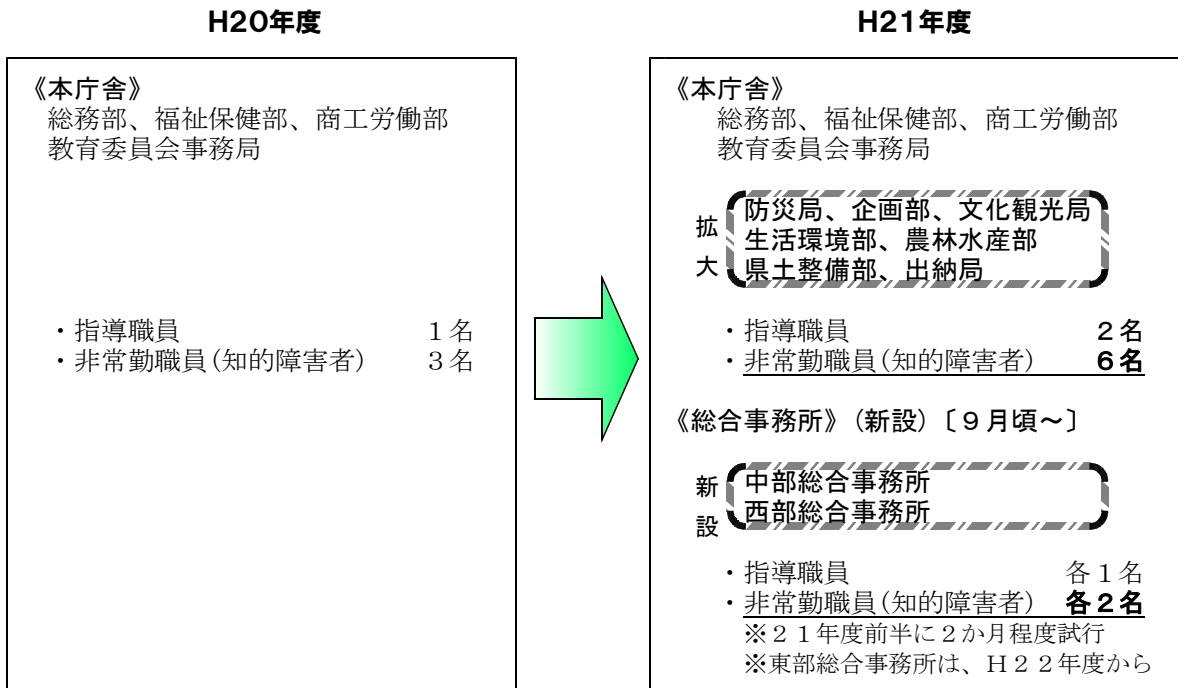 H20年度
《本庁舎》
総務部、福祉保健部、商工労働部
教育委員会事務局
・指導職員 1名
・非常勤職員(知的障害者) 3名
H21年度
《本庁舎》
総務部、福祉保健部、商工労働部
教育委員会事務局
拡大
防災局、企画部、文化観光局
生活環境部、農林水産部
県土整備部、出納局
・指導職員 2名
・非常勤職員(知的障害者) 6名
《総合事務所》(新設)〔9月頃~〕
新設
中部総合事務所
西部総合事務所
・指導職員 各1名
・非常勤職員(知的障害者) 各2名
※21年度前半に2か月程度試行
※東部総合事務所は、H22年度から